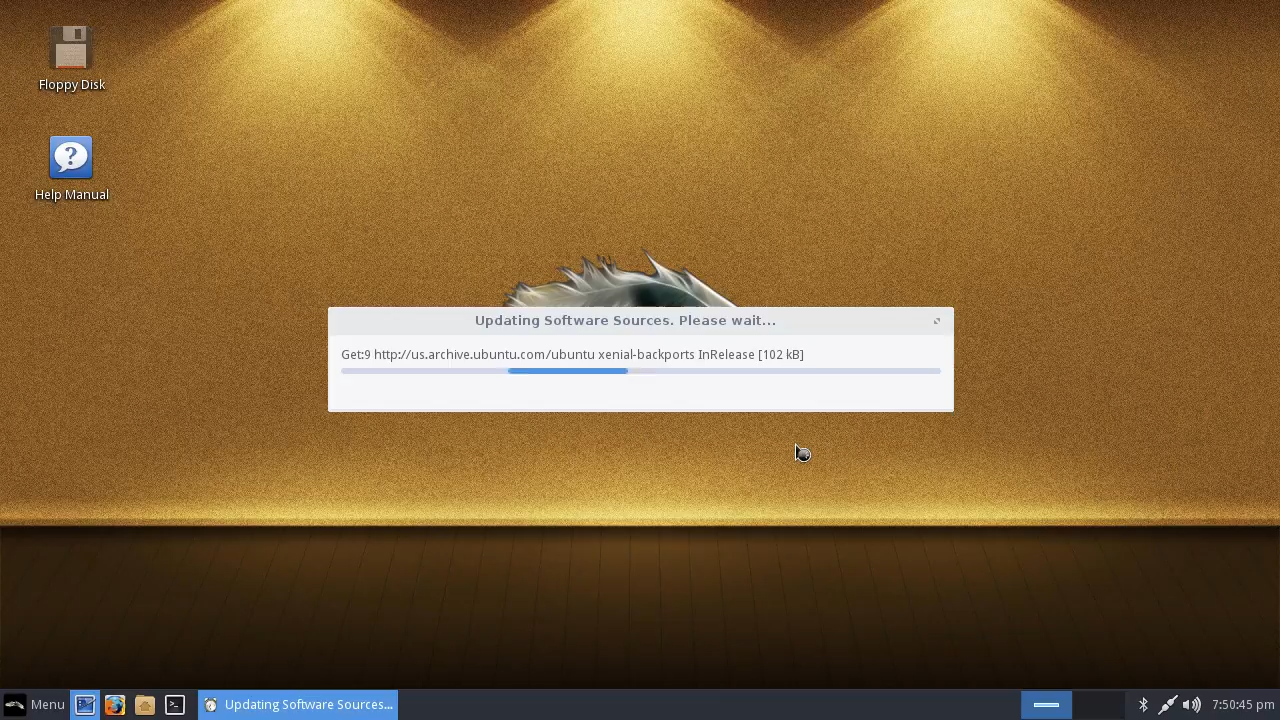 Floppy Disk
Help Manual
Updating Software Sources. Please wait...
Get:9 http://us.archive.ubuntu.com/ubuntu xenial-backports InRelease [102 kB]
Menu
Updating Software Sources...
7:50:45 pm